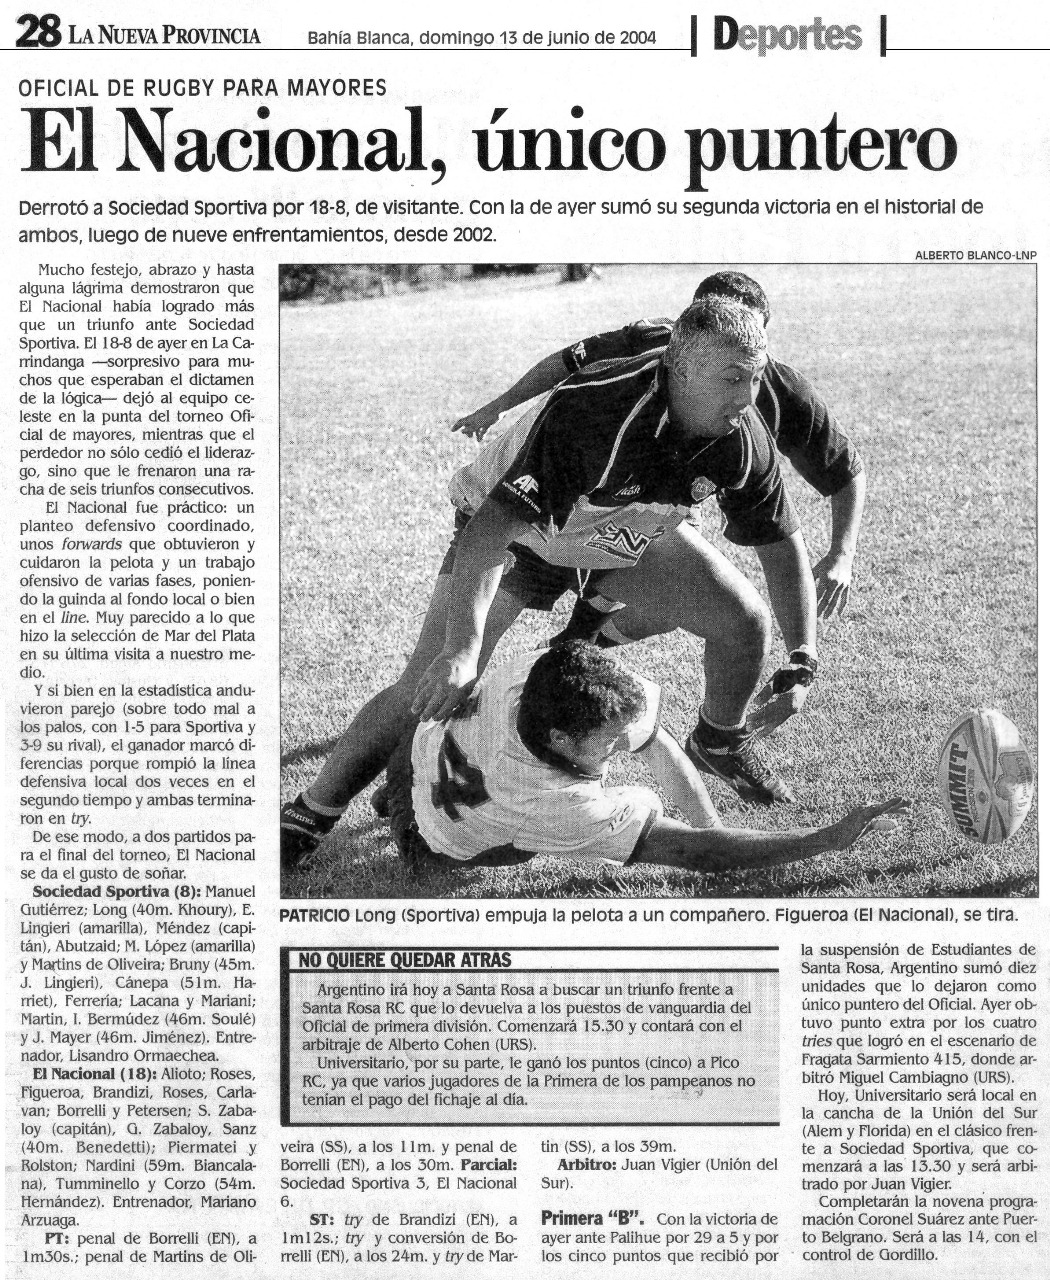 28 LA NUEVA PROVINCIA
Bahía Blanca, domingo 13 de junio de 2004
Deportes
OFICIAL DE RUGBY PARA MAYORES
El Nacional, único puntero
Derrotó a Sociedad Sportiva por 18-8, de visitante. Con la de ayer sumó su segunda victoria en el historial de
ambos, luego de nueve enfrentamientos, desde 2002.
ALBERTO BLANCO-LNP
Mucho festejo, abrazo y hasta
alguna lágrima demostraron que
El Nacional había logrado más
que un triunfo ante Sociedad
Sportiva. El 18-8 de ayer en La Ca-
rrindanga —sorpresivo para mu-
chos que esperaban el dictamen
de la lógica— dejó al equipo ce-
leste en la punta del torneo Ofi-
cial de mayores, mientras que el
perdedor no sólo cedió el lideraz-
go, sino que le frenaron una ra-
cha de seis triunfos consecutivos.
El Nacional fue práctico: un
planteo defensivo coordinado,
unos forwards que obtuvieron y
cuidaron la pelota y un trabajo
ofensivo de varias fases, ponien-
do la guinda al fondo local o bien
en el line. Muy parecido a lo que
hizo la selección de Mar del Plata
en su última visita a nuestro me-
dio.
Y si bien en la estadística andu-
vieron parejo (sobre todo mal a
los palos, con 1-5 para Sportiva y
3-9 su rival), el ganador marcó di-
ferencias porque rompió la línea
defensiva local dos veces en el
segundo tiempo y ambas termina-
ron en try.
De ese modo, a dos partidos pa-
ra el final del torneo, El Nacional
se da el gusto de soñar.
Sociedad Sportiva (8): Manuel
Gutiérrez; Long (40m. Khoury), E.
Lingieri (amarilla), Méndez (capi-
tán), Abutzaid; M. López (amarilla)
y Martins de Oliveira; Bruny (45m.
J. Lingieri), Cánepa (51m. Ha-
rriet), Ferrería; Lacana y Mariani;
Martin, I. Bermúdez (46m. Soulé)
y J. Mayer (46m. Jiménez). Entre-
nador, Lisandro Ormaechea.
El Nacional (18): Alioto; Roses,
Figueroa, Brandizi, Roses, Carla-
van; Borrelli y Petersen; S. Zaba-
loy (capitán), G. Zabaloy, Sanz
(40m. Benedetti); Piermatei y
Rolston; Nardini (59m. Biancala-
na), Tumminello y Corzo (54m.
Hernández). Entrenador, Mariano
Arzuaga.
PT: penal de Borrelli (EN), a
1m30s.; penal de Martins de Oli-
AF
AHORA FUTURO
EN
14
SUMMIT
PATRICIO Long (Sportiva) empuja la pelota a un compañero. Figueroa (El Nacional), se tira.
NO QUIERE QUEDAR ATRAS
Argentino irá hoy a Santa Rosa a buscar un triunfo frente a
Santa Rosa RC que lo devuelva a los puestos de vanguardia del
Oficial de primera división. Comenzará 15.30 y contará con el
arbitraje de Alberto Cohen (URS).
Universitario, por su parte, le ganó los puntos (cinco) a Pico
RC, ya que varios jugadores de la Primera de los pampeanos no
tenían el pago del fichaje al día.
veira (SS), a los 11m. y penal de
Borrelli (EN), a los 30m. Parcial:
Sociedad Sportiva 3, El Nacional
6.
ST: try de Brandizi (EN), a
1m12s.; try y conversión de Bo-
rrelli (EN), a los 24m. y try de Mar-
tin (SS), a los 39m.
Arbitro: Juan Vigier (Unión del
Sur).
Primera “B”. Con la victoria de
ayer ante Palihue por 29 a 5 y por
los cinco puntos que recibió por
la suspensión de Estudiantes de
Santa Rosa, Argentino sumó diez
unidades que lo dejaron como
único puntero del Oficial. Ayer ob-
tuvo punto extra por los cuatro
tries que logró en el escenario de
Fragata Sarmiento 415, donde ar-
bitró Miguel Cambiagno (URS).
Hoy, Universitario será local en
la cancha de la Unión del Sur
(Alem y Florida) en el clásico fren-
te a Sociedad Sportiva, que co-
menzará a las 13.30 y será arbi-
trado por Juan Vigier.
Completarán la novena progra-
mación Coronel Suárez ante Puer-
to Belgrano. Será a las 14, con el
control de Gordillo.